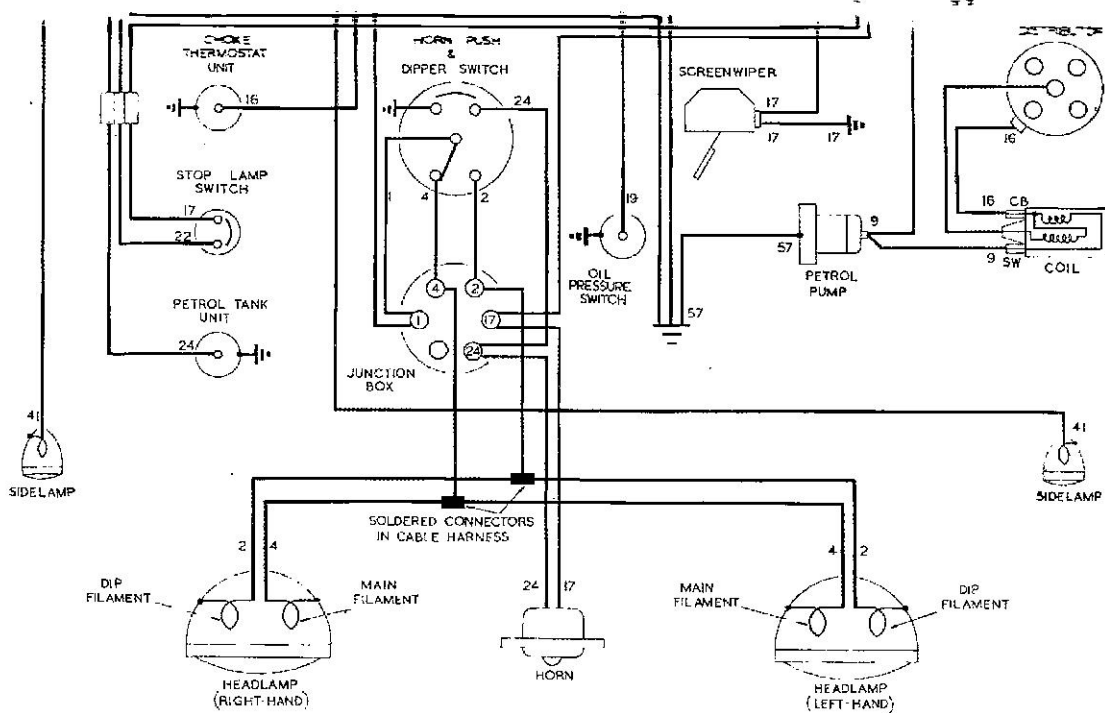 CHOKE
THERMOSTAT
UNIT
16
HORN PUSH
&
DIPPER SWITCH
24
SCREENWIPER
17
17
17
16
STOP LAMP
SWITCH
17
22
1
4
2
19
OIL
PRESSURE
SWITCH
57
9
PETROL
PUMP
16
CB
9
SW
COIL
PETROL TANK
UNIT
24
4
2
1
17
24
JUNCTION
BOX
57
41
SIDELAMP
41
SIDELAMP
SOLDERED CONNECTORS
IN CABLE HARNESS
2
4
DIP
FILAMENT
MAIN
FILAMENT
HEADLAMP
(RIGHT-HAND)
24
17
HORN
4
2
MAIN
FILAMENT
DIP
FILAMENT
HEADLAMP
(LEFT-HAND)